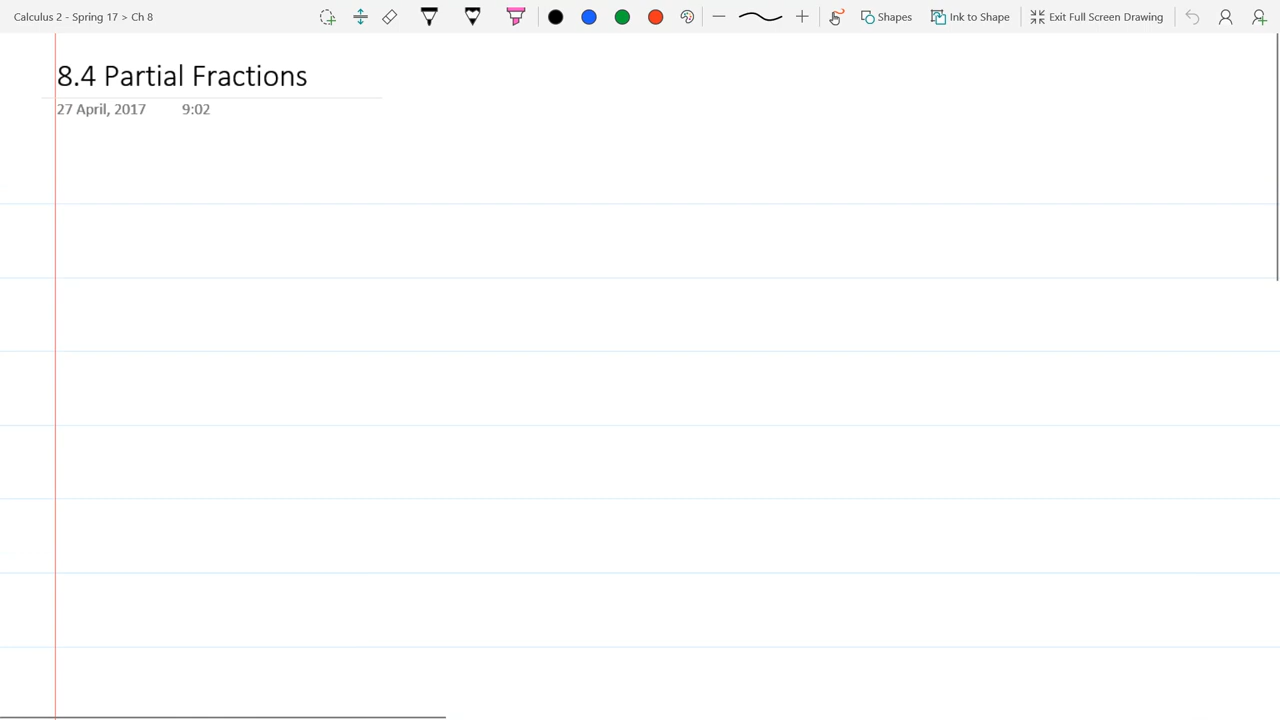 Calculus 2 - Spring 17 > Ch 8
Shapes
Ink to Shape
Exit Full Screen Drawing
8.4 Partial Fractions
27 April, 2017 9:02